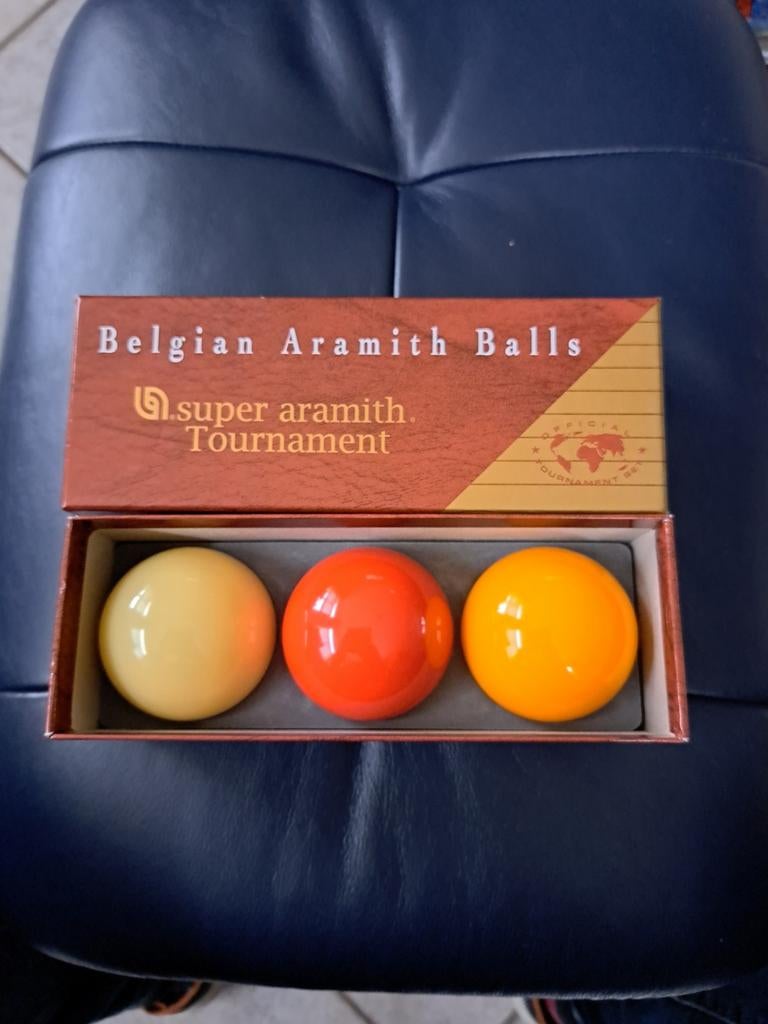 Belgian Aramith Balls
super aramith®
Tournament
OFFICIAL
TOURNAMENT SET